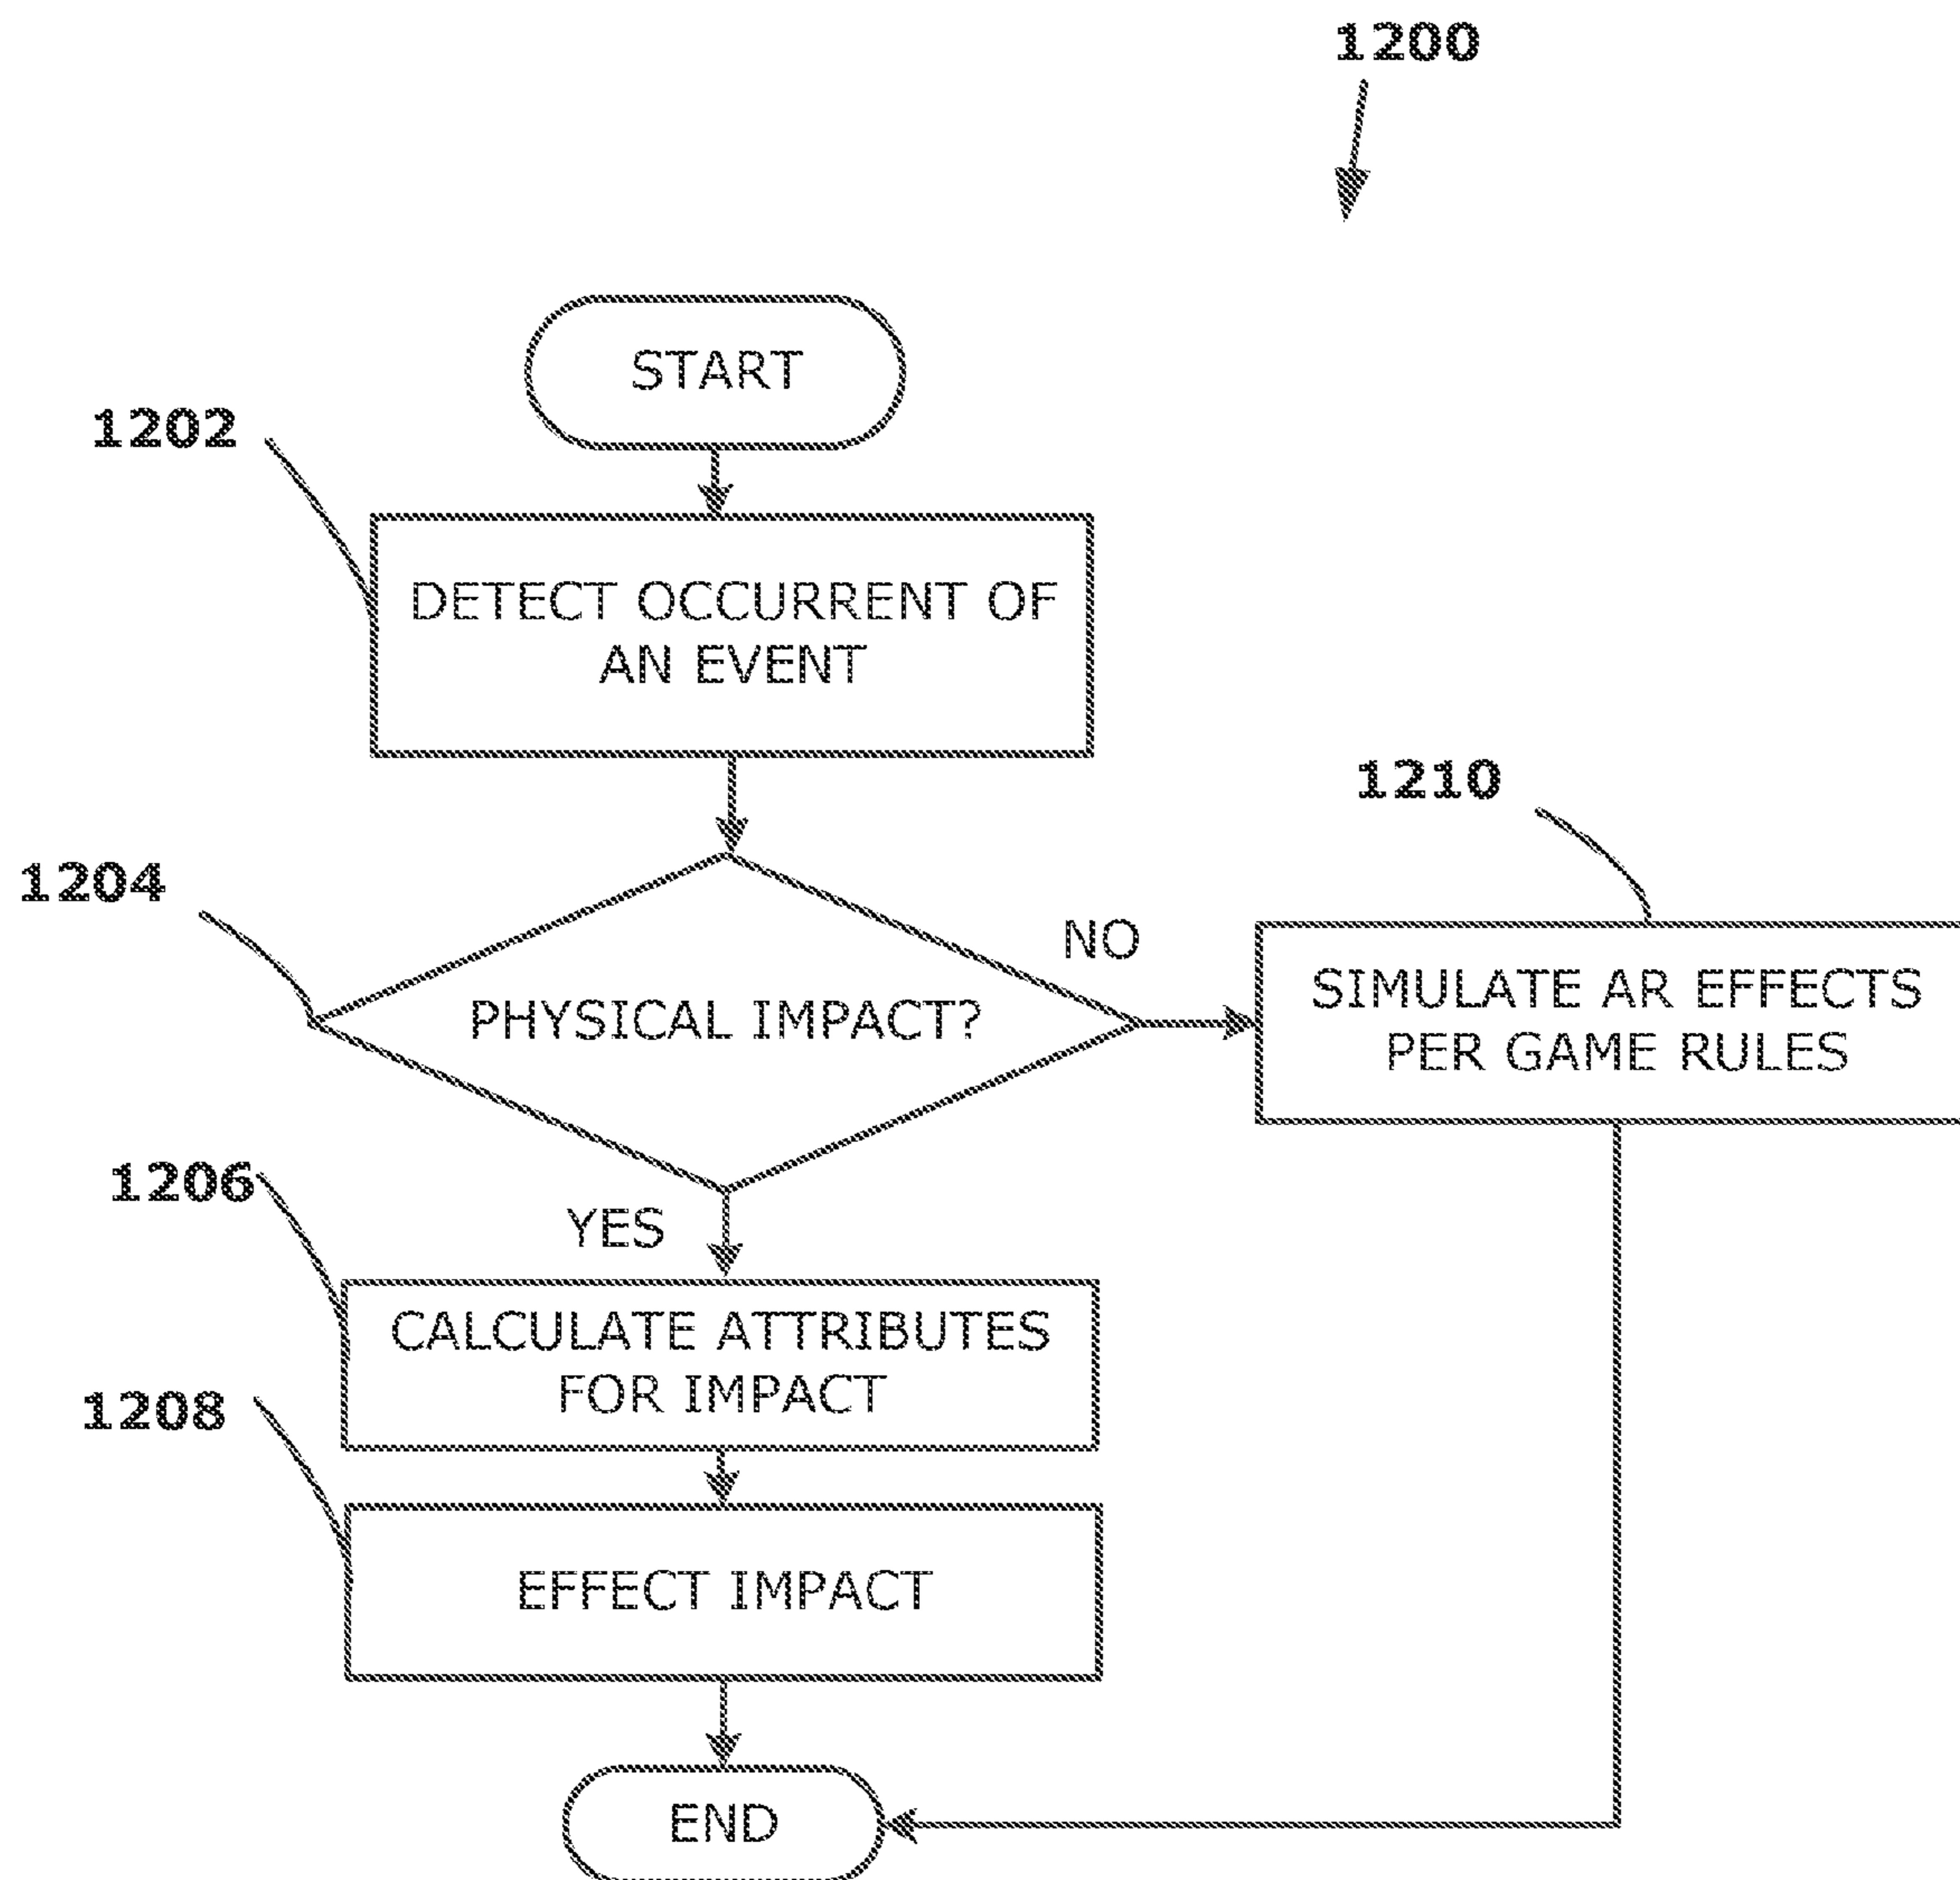 1200
START
1202
DETECT OCCURRENT OF
AN EVENT
1210
1204
NO
PHYSICAL IMPACT?
SIMULATE AR EFFECTS
PER GAME RULES
1206
YES
CALCULATE ATTRIBUTES
FOR IMPACT
1208
EFFECT IMPACT
END